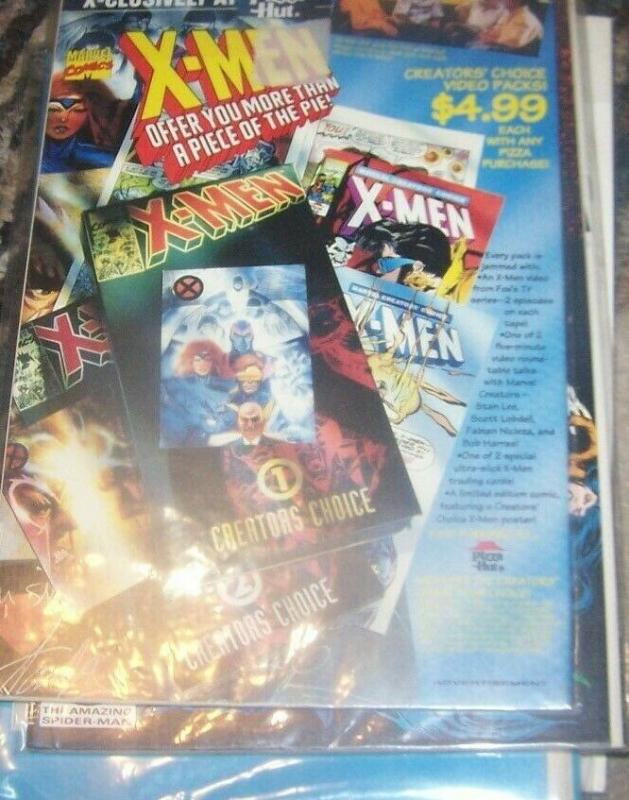 X-CLUSIVELY AT Pizza Hut
MARVEL COMICS
X-MEN
OFFER YOU MORE THAN
A PIECE OF THE PIE!
CREATORS' CHOICE
VIDEO PACKS!
$4.99
EACH
WITH ANY
PIZZA
PURCHASE!
YOU!
X-MEN
X-MEN
X-MEN
Every pack is
jammed with:
•An X-Men video
from Fox's TV
series—2 episodes
on each
tape!
•One of 2
five-minute
video round-
table talks
with Marvel
Creators—
Stan Lee,
Scott Lobdell,
Fabian Nicieza, and
Bob Harras!
•One of 2 special
ultra-slick X-Men
trading cards!
•A limited edition comic,
featuring a Creators'
Choice X-Men poster!
1
CREATORS CHOICE
2
CREATORS CHOICE
Pizza
Hut®
ADVERTISEMENT
THE AMAZING
SPIDER-MAN